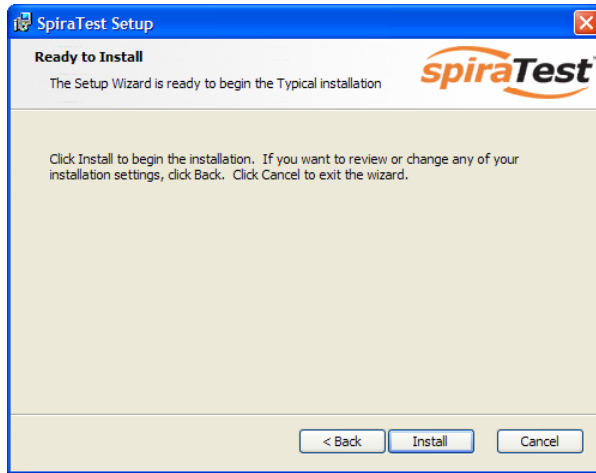 SpiraTest Setup
Ready to Install
The Setup Wizard is ready to begin the Typical installation
spiraTest
Click Install to begin the installation. If you want to review or change any of your
installation settings, click Back. Click Cancel to exit the wizard.
< Back
Install
Cancel